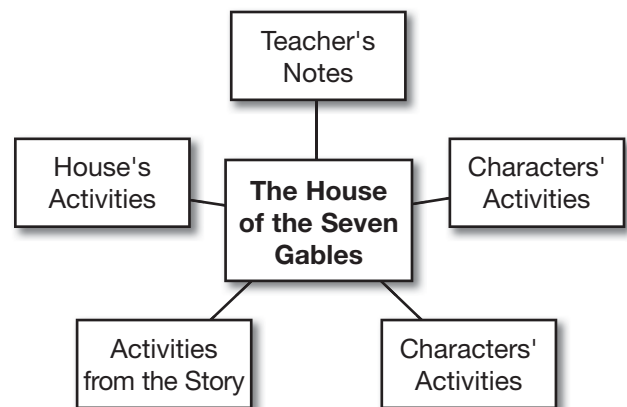 Teacher's
Notes
House's
Activities
The House
of the Seven
Gables
Characters'
Activities
Activities
from the Story
Characters'
Activities